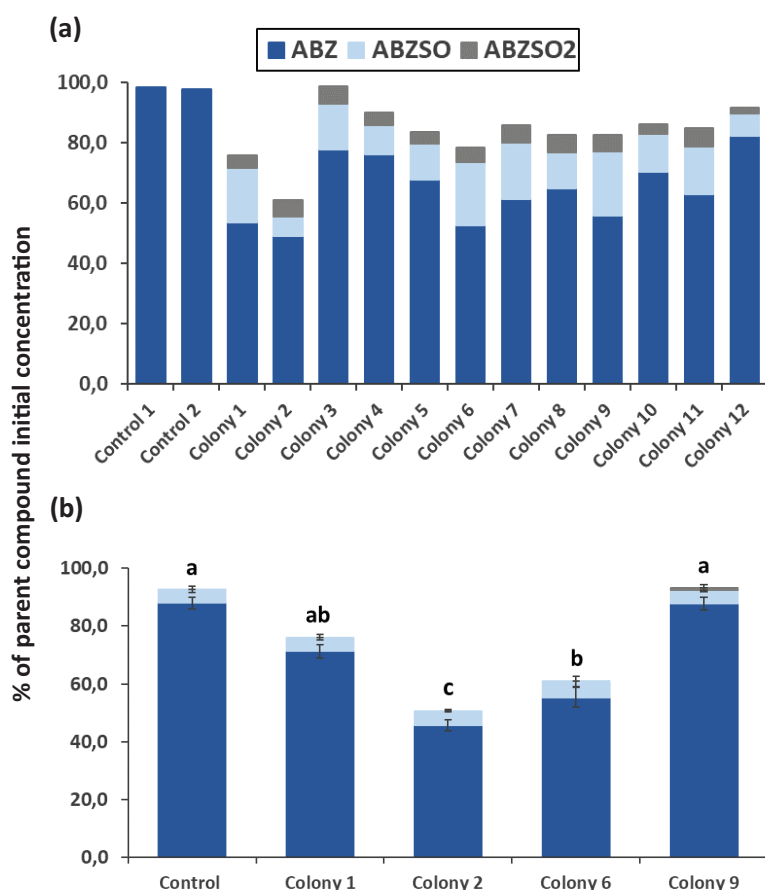 (a)
ABZ ABZSO ABZSO2
100,0
80,0
60,0
40,0
20,0
0,0
Control 1 Control 2 Colony 1 Colony 2 Colony 3 Colony 4 Colony 5 Colony 6 Colony 7 Colony 8 Colony 9 Colony 10 Colony 11 Colony 12
% of parent compound initial concentration
(b)
100,0
80,0
60,0
40,0
20,0
0,0
a ab c b a
Control Colony 1 Colony 2 Colony 6 Colony 9